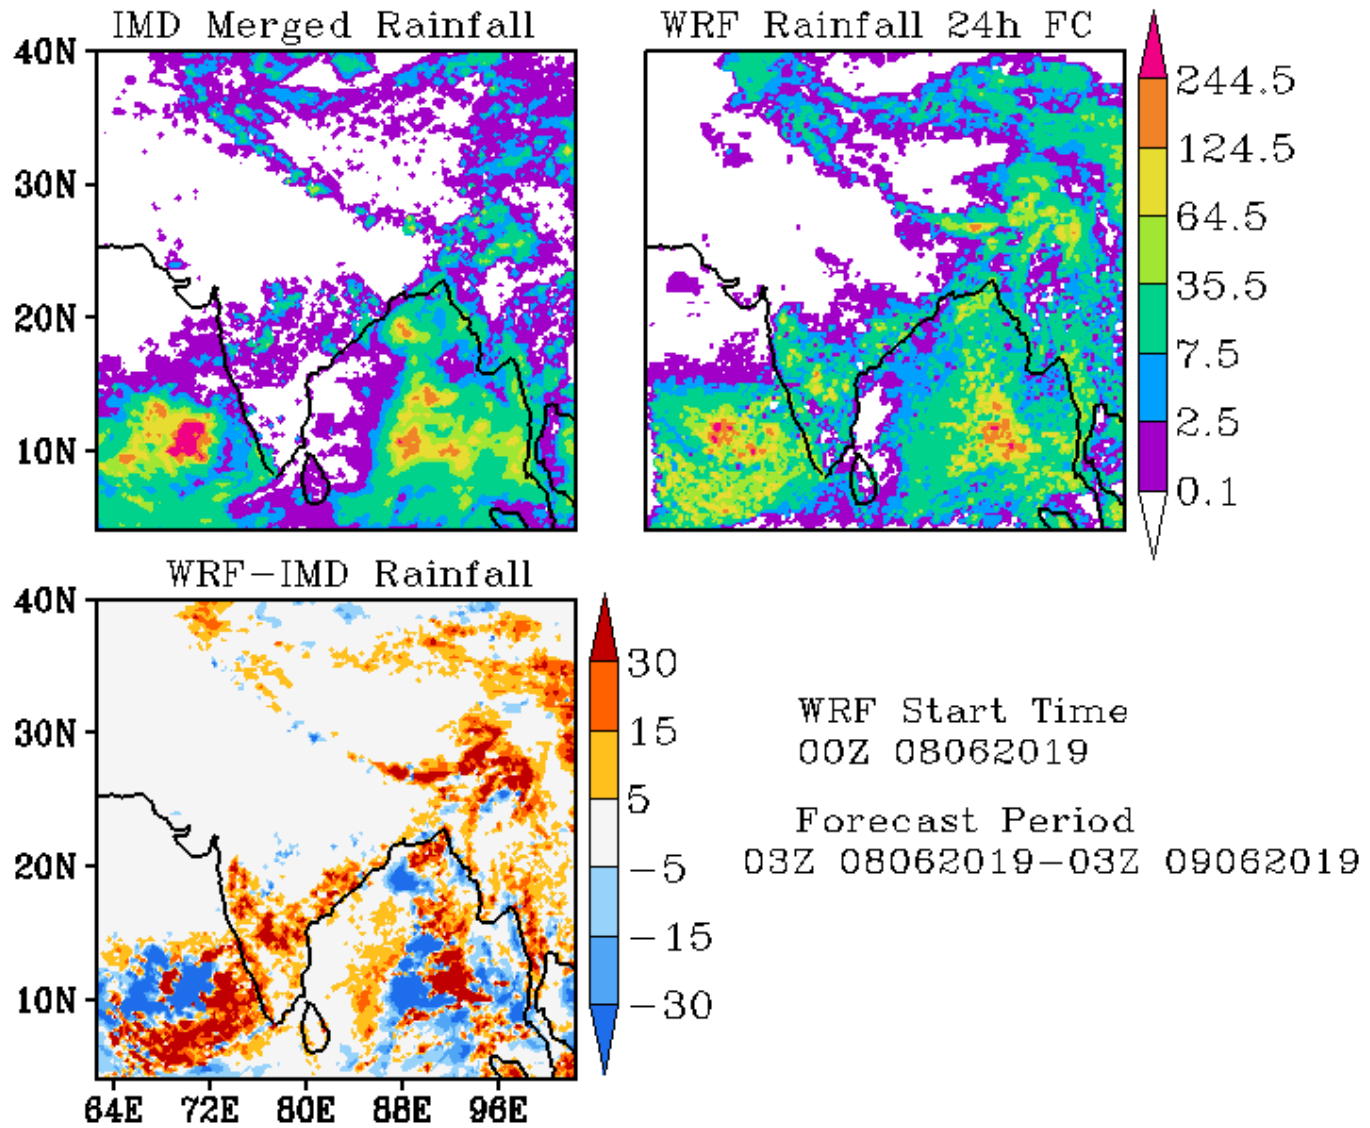 IMD Merged Rainfall
WRF Rainfall 24h FC
40N
30N
20N
10N
244.5
124.5
64.5
35.5
7.5
2.5
0.1
WRF-IMD Rainfall
40N
30N
20N
10N
64E 72E 80E 88E 96E
30
15
5
-5
-15
-30
WRF Start Time
00Z 08062019
Forecast Period
03Z 08062019-03Z 09062019